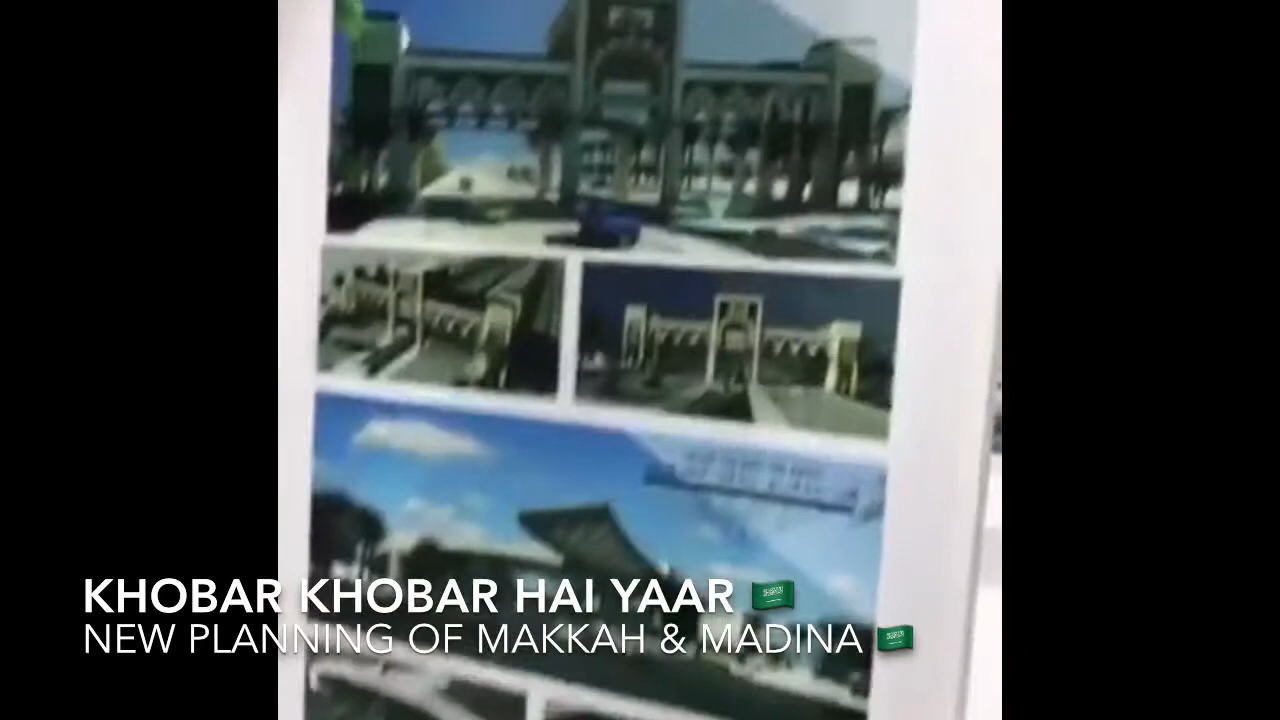 KHOBAR KHOBAR HAI YAAR 🇸🇦
NEW PLANNING OF MAKKAH & MADINA 🇸🇦